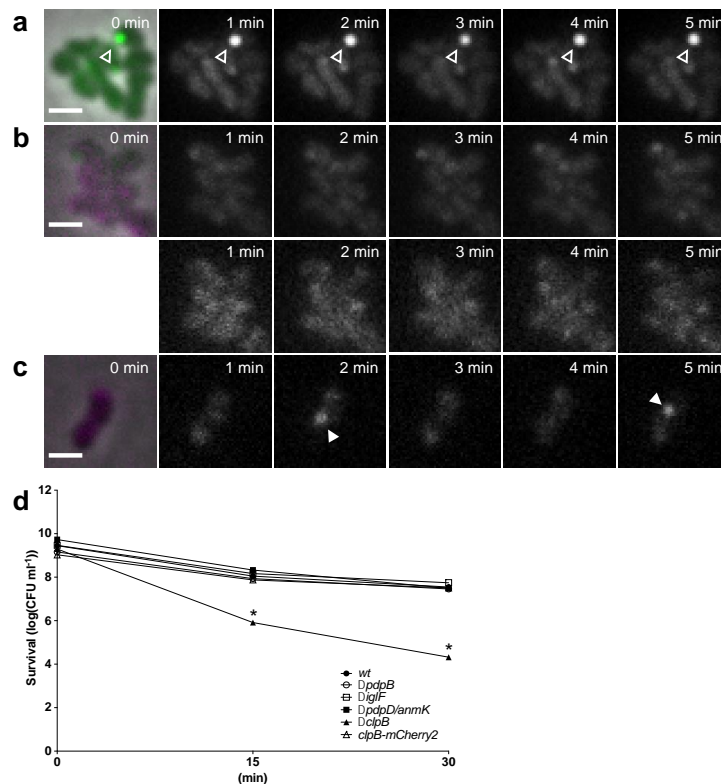 a
0 min 1 min 2 min 3 min 4 min 5 min
b
0 min 1 min 2 min 3 min 4 min 5 min
1 min 2 min 3 min 4 min 5 min
c
0 min 1 min 2 min 3 min 4 min 5 min
d
12
10
8
6
4
2
0
Survival (log(CFU ml-1))
*
*
wt
DpdpB
DiglF
DpdpD/anmK
DclpB
clpB-mCherry2
0 15 30
(min)